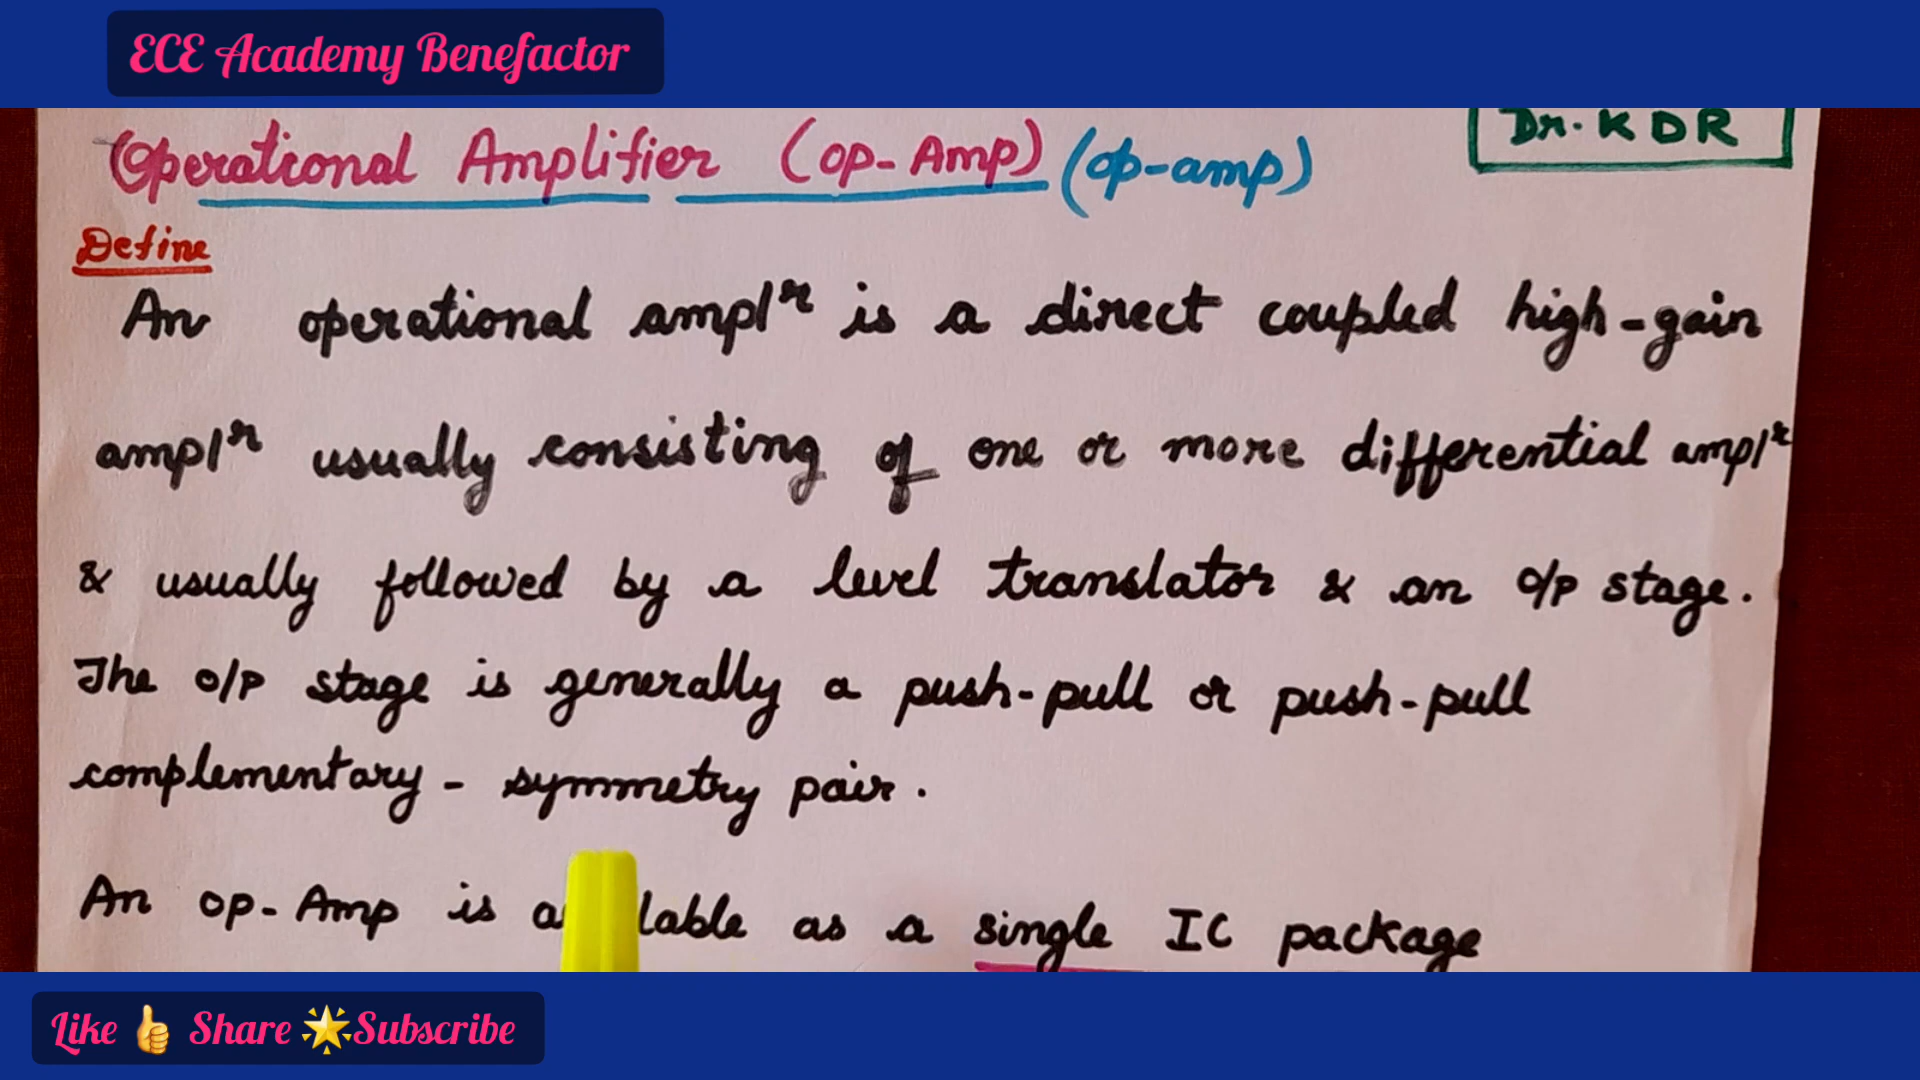 ECE Academy Benefactor
Dr. K D R
Operational Amplifier (op-Amp) (op-amp)
Define
An operational ampl^r is a direct coupled high-gain
ampl^r usually consisting of one or more differential ampl^r
& usually followed by a level translator & an o/p stage.
The o/p stage is generally a push-pull or push-pull
complementary - symmetry pair.
An op-Amp is as a single IC package
Like 👍 Share 🌟Subscribe